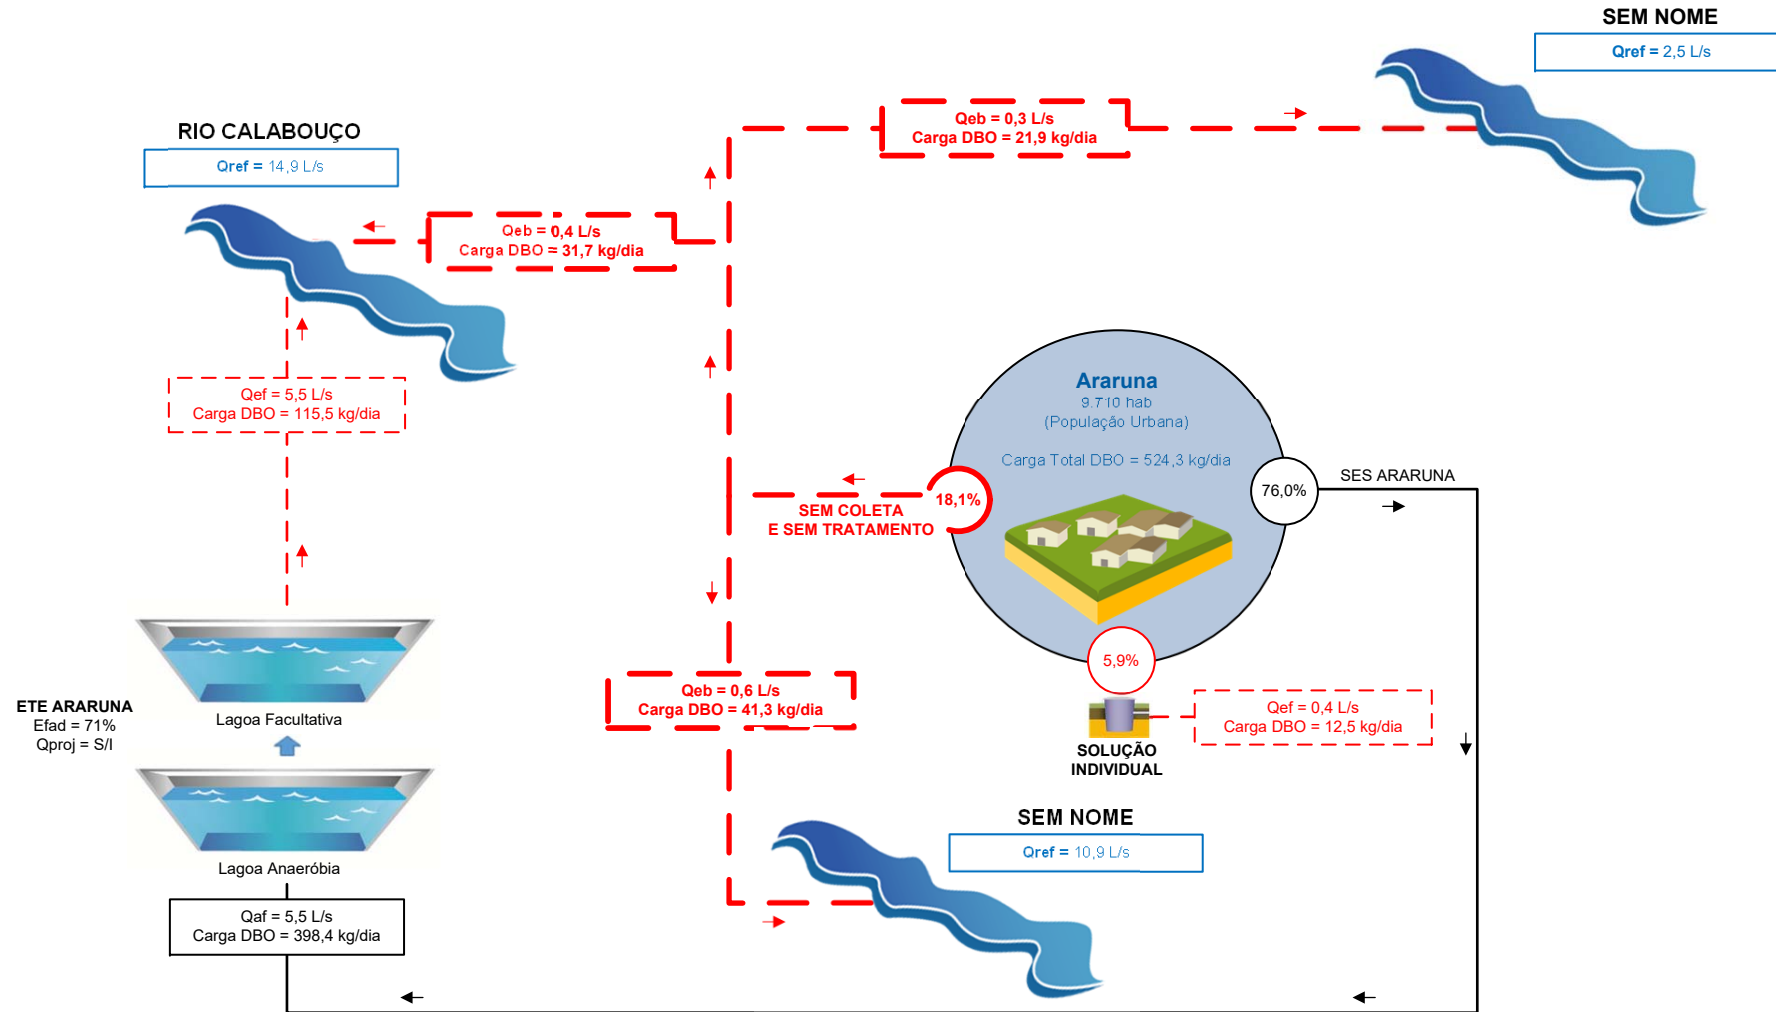 SEM NOME
Qref = 2,5 L/s
Qeb = 0,3 L/s
Carga DBO = 21,9 kg/dia
RIO CALABOUÇO
Qref = 14,9 L/s
Qeb = 0,4 L/s
Carga DBO = 31,7 kg/dia
Qef = 5,5 L/s
Carga DBO = 115,5 kg/dia
Araruna
9.710 hab
(População Urbana)
Carga Total DBO = 524,3 kg/dia
18,1%
76,0%
SES ARARUNA
SEM COLETA
E SEM TRATAMENTO
5,9%
Qeb = 0,6 L/s
Carga DBO = 41,3 kg/dia
Qef = 0,4 L/s
Carga DBO = 12,5 kg/dia
SOLUÇÃO
INDIVIDUAL
ETE ARARUNA
Efad = 71%
Qproj = S/I
Lagoa Facultativa
Lagoa Anaeróbia
SEM NOME
Qref = 10,9 L/s
Qaf = 5,5 L/s
Carga DBO = 398,4 kg/dia